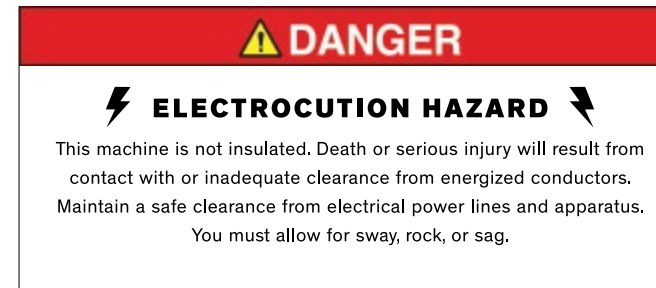 DANGER
ELECTROCUTION HAZARD
This machine is not insulated. Death or serious injury will result from
contact with or inadequate clearance from energized conductors.
Maintain a safe clearance from electrical power lines and apparatus.
You must allow for sway, rock, or sag.